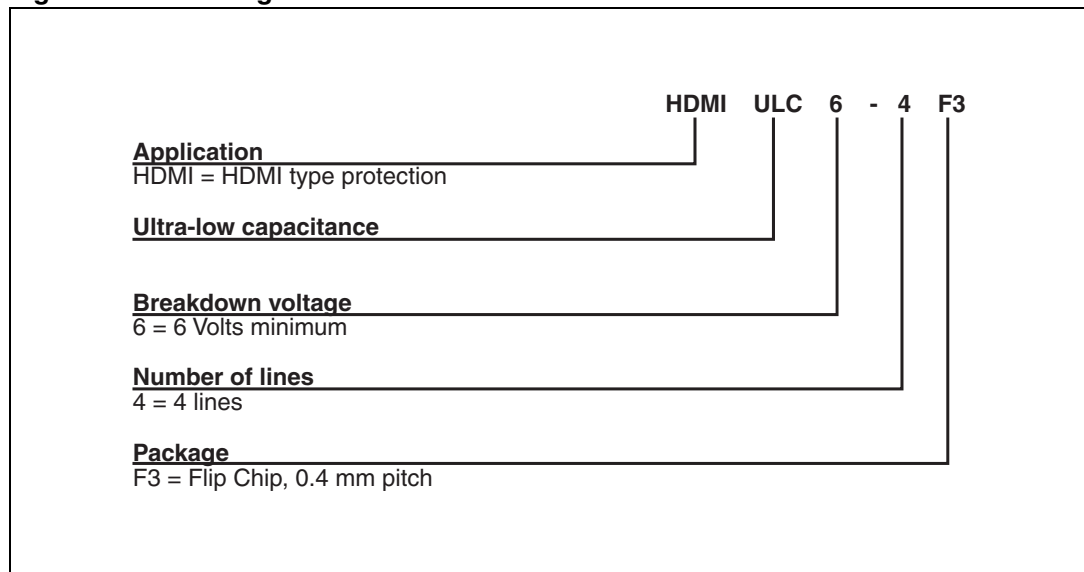 HDMI ULC 6 - 4 F3
Application
HDMI = HDMI type protection
Ultra-low capacitance
Breakdown voltage
6 = 6 Volts minimum
Number of lines
4 = 4 lines
Package
F3 = Flip Chip, 0.4 mm pitch